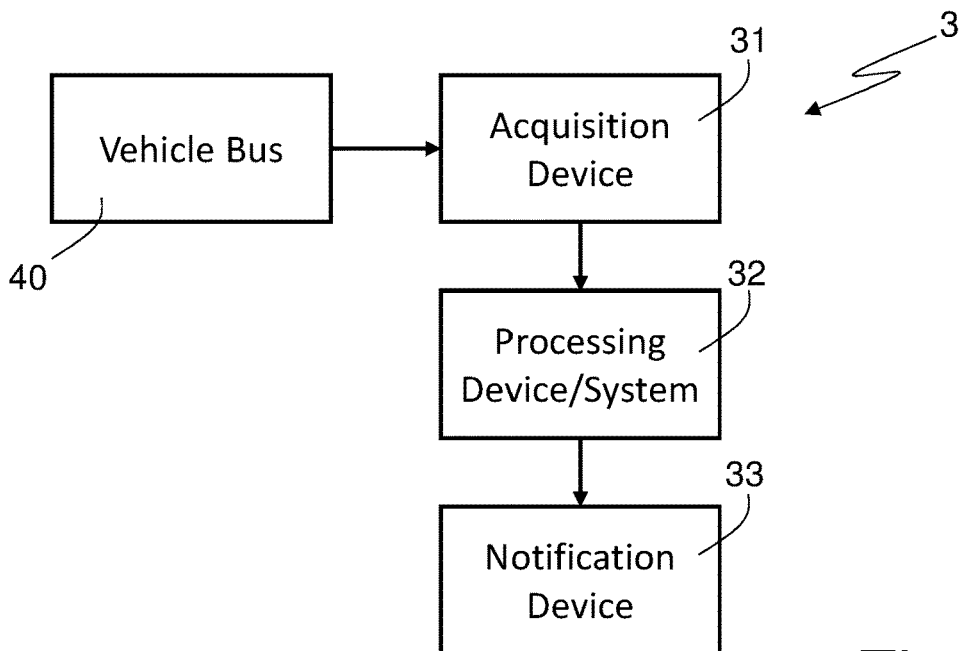 3
31
Vehicle Bus
Acquisition
Device
40
32
Processing
Device/System
33
Notification
Device